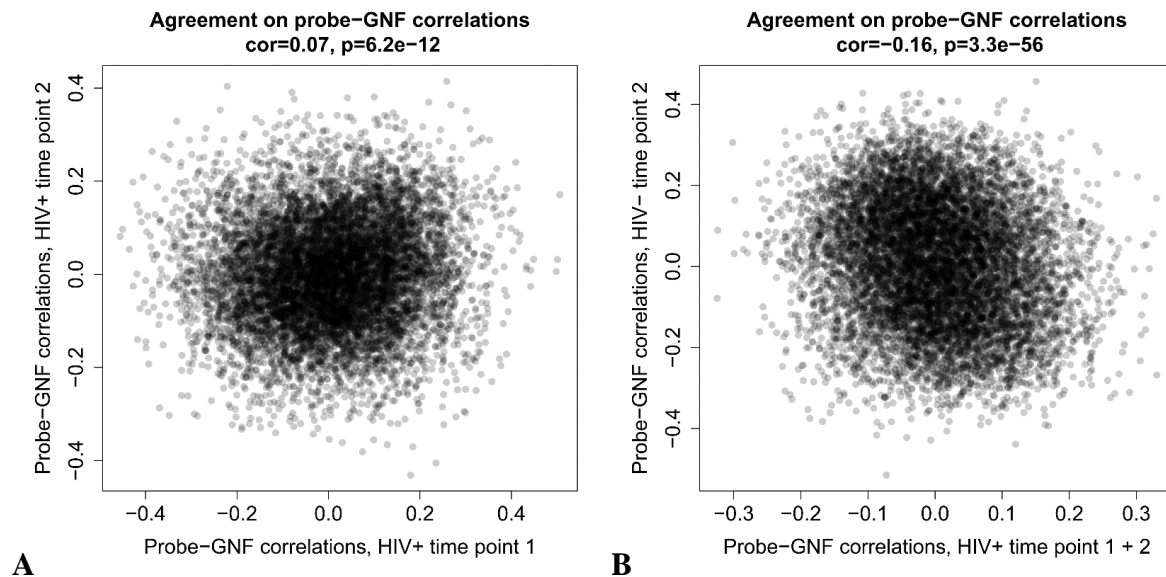 Agreement on probe−GNF correlations
cor=0.07, p=6.2e−12
Probe−GNF correlations, HIV+ time point 2
0.4
0.2
0.0
−0.2
−0.4
−0.4 −0.2 0.0 0.2 0.4
Probe−GNF correlations, HIV+ time point 1
A
Agreement on probe−GNF correlations
cor=−0.16, p=3.3e−56
Probe−GNF correlations, HIV− time point 2
0.4
0.2
0.0
−0.2
−0.4
−0.3 −0.2 −0.1 0.0 0.1 0.2 0.3
Probe−GNF correlations, HIV+ time point 1 + 2
B